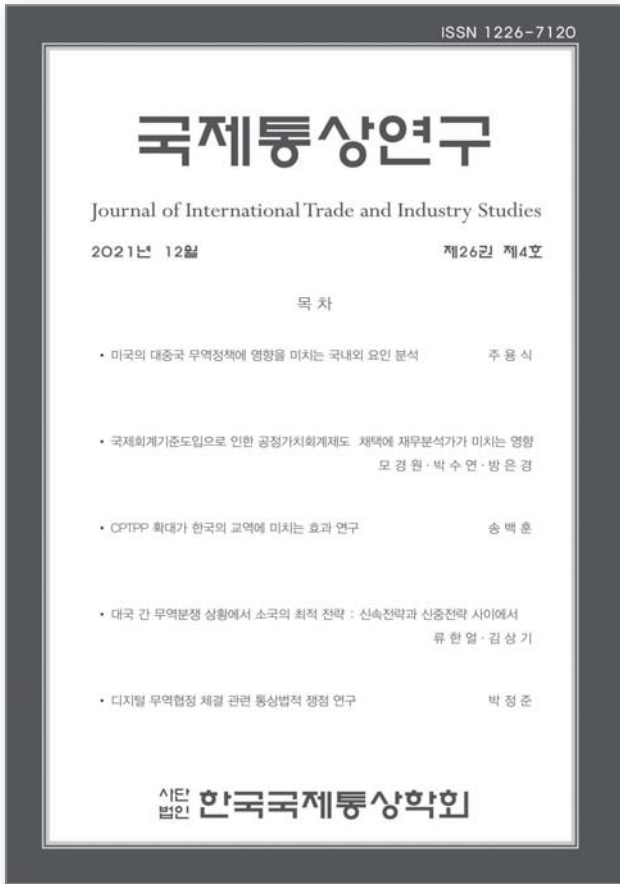 ISSN 1226-7120
국제통상연구
Journal of International Trade and Industry Studies
2021년 12월 제26권 제4호
목 차
• 미국의 대중국 무역정책에 영향을 미치는 국내외 요인 분석 주 용 식
• 국제회계기준도입으로 인한 공정가치회계제도 채택에 재무분석가가 미치는 영향
모 경 원 · 박 수 연 · 방 은 경
• CPTPP 확대가 한국의 교역에 미치는 효과 연구 송 백 훈
• 대국 간 무역분쟁 상황에서 소국의 최적 전략 : 신속전략과 신중전략 사이에서
류 한 얼 · 김 상 기
• 디지털 무역협정 체결 관련 통상법적 쟁점 연구 박 정 준
사단법인 한국국제통상학회